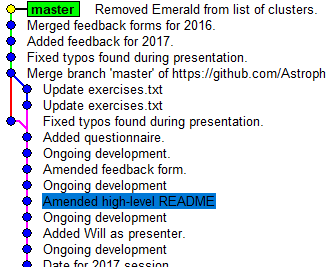 master Removed Emerald from list of clusters.
Merged feedback forms for 2016.
Added feedback for 2017.
Fixed typos found during presentation.
Merge branch 'master' of https://github.com/Astroph
Update exercises.txt
Update exercises.txt
Fixed typos found during presentation.
Added questionnaire.
Ongoing development.
Amended feedback form.
Ongoing development
Amended high-level README
Ongoing development
Added Will as presenter.
Ongoing development
Date for 2017 session